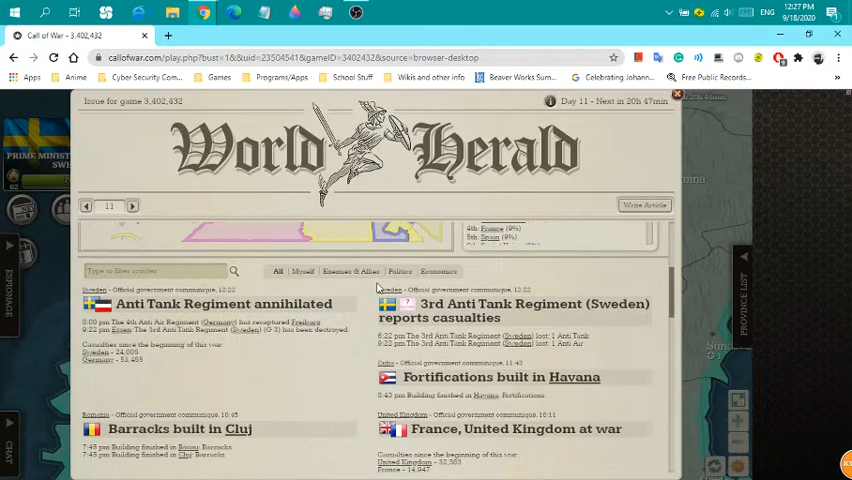 12:27 PM
ENG
9/18/2020
Call of War - 3,402,432
callofwar.com/play.php?bust=1&&uid=23504541&gameID=3402432&source=browser-desktop
Apps
Anime
Cyber Security Com...
Games
Programs/Apps
School Stuff
Wikis and other info
Beaver Works Sum...
Celebrating Johann...
Free Public Records...
Issue for game 3,402,432
Day 11 - Next in 20h 47min
World Herald
PRIME MINIST
SWE
11
Write Article
4th: France (9%)
5th: Spain (9%)
Type to filter articles
All
Myself
Enemies & Allies
Politics
Economics
Sweden - Official government communique, 12:22
Anti Tank Regiment annihilated
8:00 pm The 4th Anti Air Regiment (Germany) has recaptured Freiburg
9:22 pm Essen: The 3rd Anti Tank Regiment (Sweden) (G 3) has been destroyed.
Casualties since the beginning of this war:
Sweden - 24,005
Germany - 51,455
Sweden - Official government communique, 12:22
3rd Anti Tank Regiment (Sweden) reports casualties
6:22 pm The 3rd Anti Tank Regiment (Sweden) lost: 1 Anti Tank
9:22 pm The 3rd Anti Tank Regiment (Sweden) lost: 1 Anti Air
Cuba - Official government communique, 11:43
Fortifications built in Havana
8:43 pm Building finished in Havana: Fortifications.
Romania - Official government communique, 10:45
Barracks built in Cluj
7:45 pm Building finished in Bacau: Barracks.
7:45 pm Building finished in Cluj: Barracks.
United Kingdom - Official government communique, 10:11
France, United Kingdom at war
Casualties since the beginning of this war:
United Kingdom - 32,383
France - 14,947
ESPIONAGE
CHAT
PROVINCE LIST